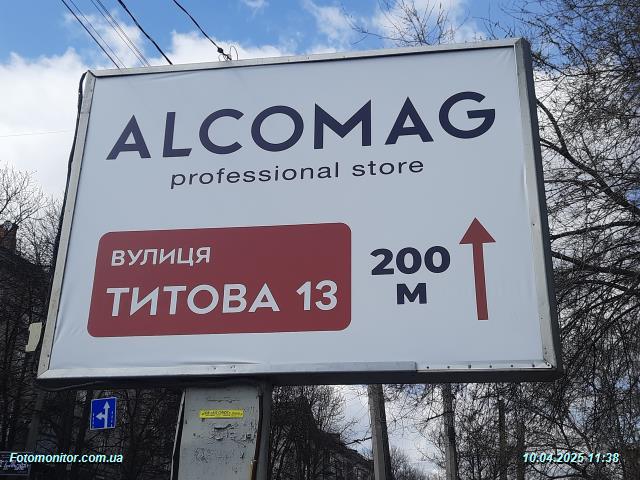 ALCOMAG
professional store
ВУЛИЦЯ
ТИТОВА 13
200
М
Fotomonitor.com.ua
10.04.2025 11:38